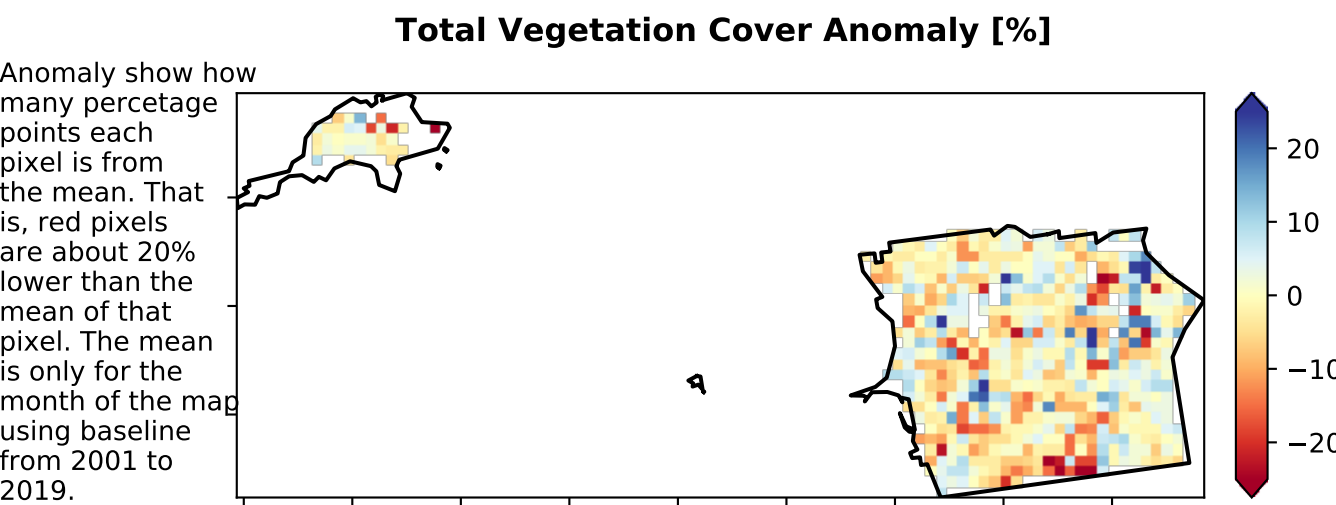 Total Vegetation Cover Anomaly [%]
Anomaly show how
many percetage
points each
pixel is from
the mean. That
is, red pixels
are about 20%
lower than the
mean of that
pixel. The mean
is only for the
month of the map
using baseline
from 2001 to
2019.
20
10
0
−10
−20